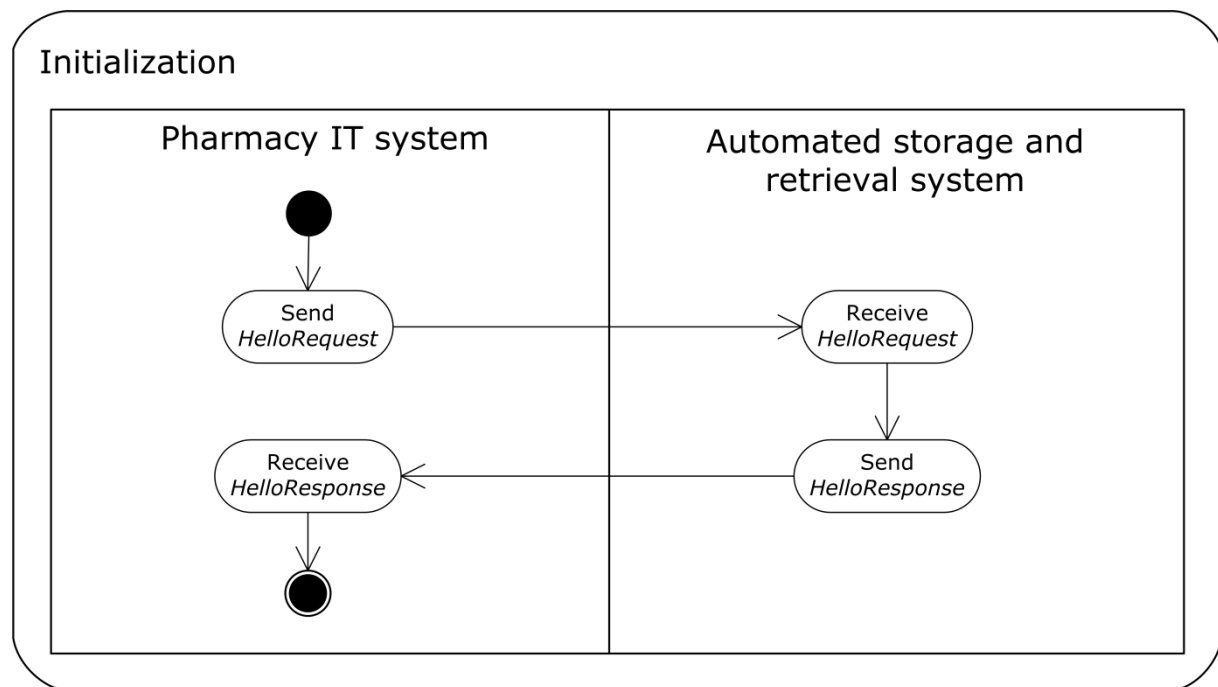 Initialization
Pharmacy IT system
Automated storage and
retrieval system
Send
HelloRequest
Receive
HelloRequest
Receive
HelloResponse
Send
HelloResponse